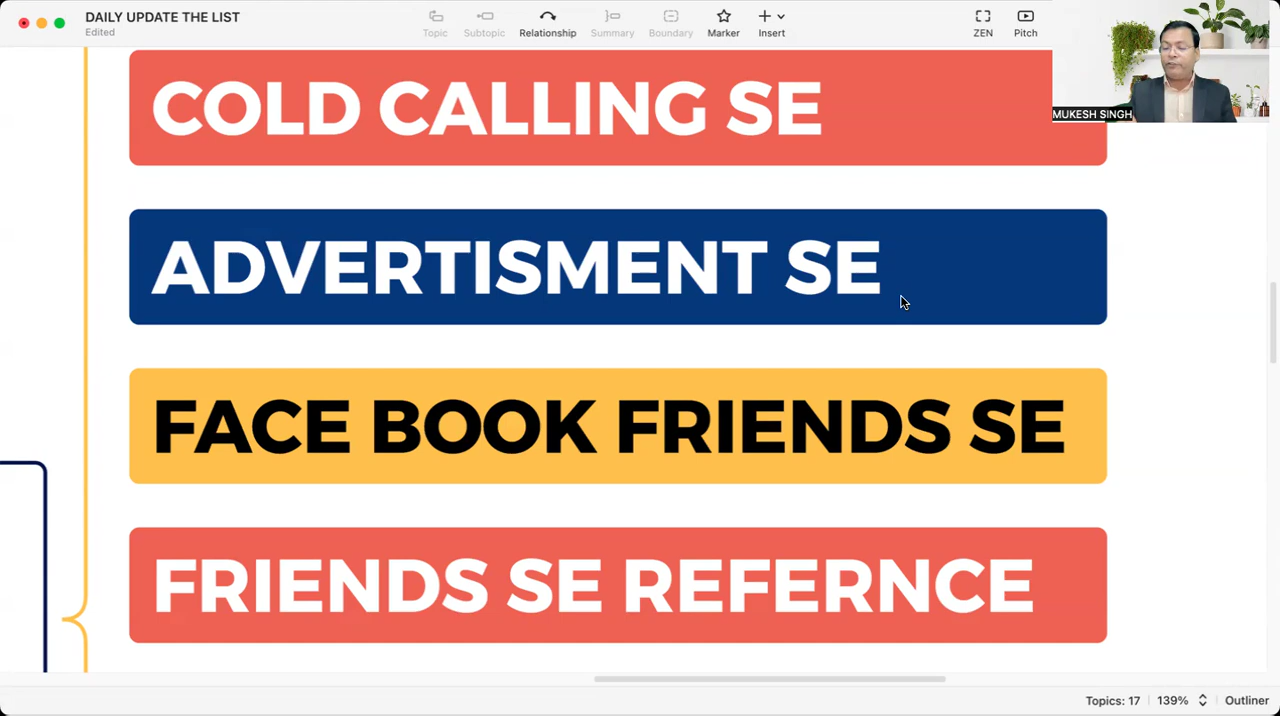 DAILY UPDATE THE LIST
Edited
Topic
Subtopic
Relationship
Summary
Boundary
Marker
Insert
ZEN
Pitch
MUKESH SINGH
COLD CALLING SE
ADVERTISMENT SE
FACE BOOK FRIENDS SE
FRIENDS SE REFERNCE
Topics: 17
139%
Outliner